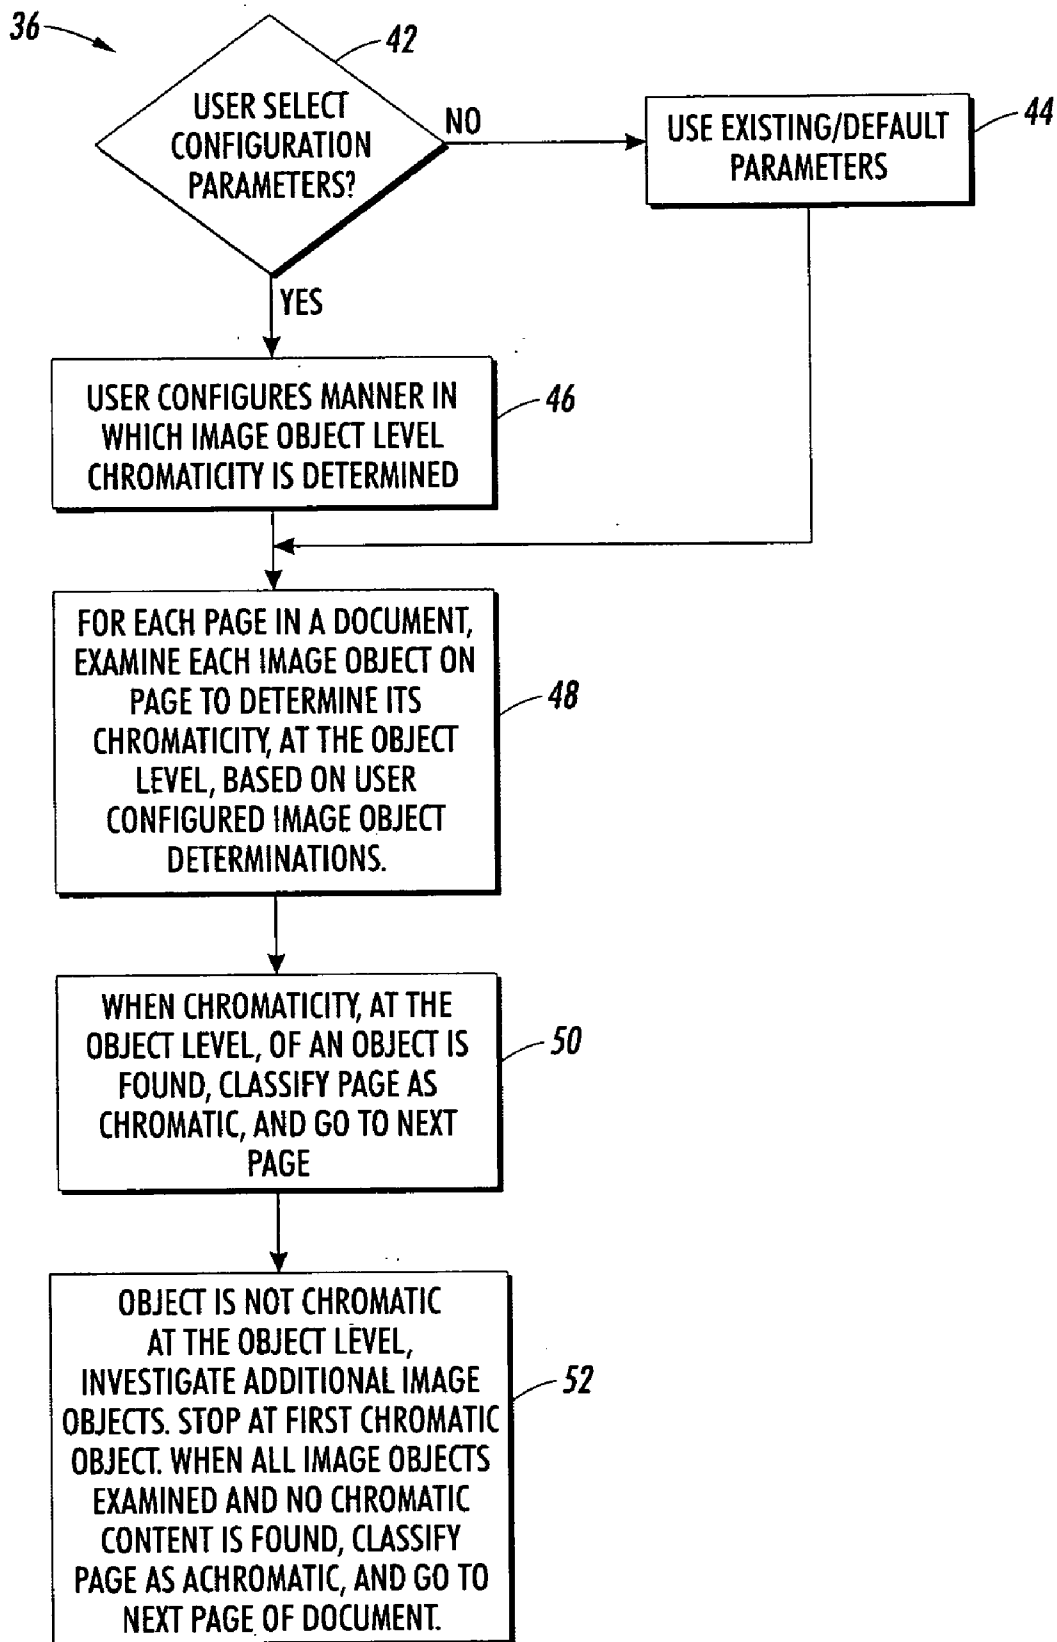 36
42
USER SELECT
CONFIGURATION
PARAMETERS?
NO
USE EXISTING/DEFAULT
PARAMETERS
44
YES
USER CONFIGURES MANNER IN
WHICH IMAGE OBJECT LEVEL
CHROMATICITY IS DETERMINED
46
FOR EACH PAGE IN A DOCUMENT,
EXAMINE EACH IMAGE OBJECT ON
PAGE TO DETERMINE ITS
CHROMATICITY, AT THE OBJECT
LEVEL, BASED ON USER
CONFIGURED IMAGE OBJECT
DETERMINATIONS.
48
WHEN CHROMATICITY, AT THE
OBJECT LEVEL, OF AN OBJECT IS
FOUND, CLASSIFY PAGE AS
CHROMATIC, AND GO TO NEXT
PAGE
50
OBJECT IS NOT CHROMATIC
AT THE OBJECT LEVEL,
INVESTIGATE ADDITIONAL IMAGE
OBJECTS. STOP AT FIRST CHROMATIC
OBJECT. WHEN ALL IMAGE OBJECTS
EXAMINED AND NO CHROMATIC
CONTENT IS FOUND, CLASSIFY
PAGE AS ACHROMATIC, AND GO TO
NEXT PAGE OF DOCUMENT.
52